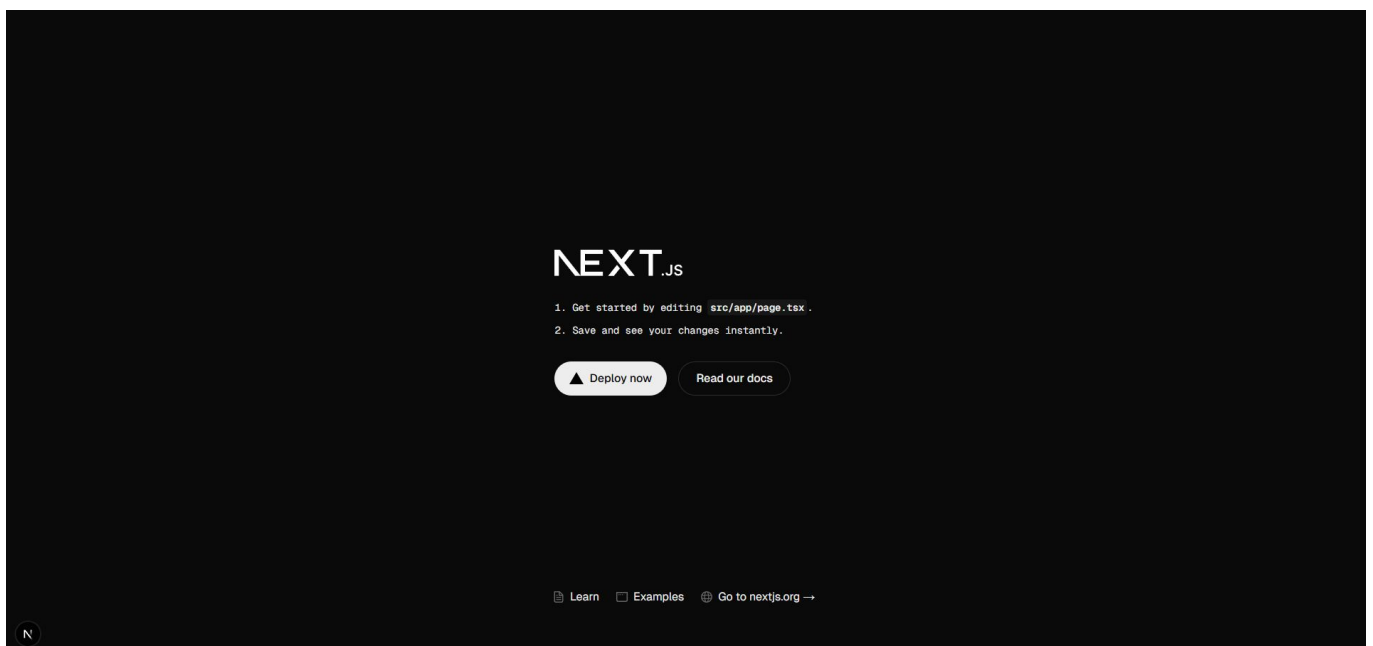 NEXT.JS
1. Get started by editing src/app/page.tsx.
2. Save and see your changes instantly.
Deploy now Read our docs
Learn Examples Go to nextjs.org →
N